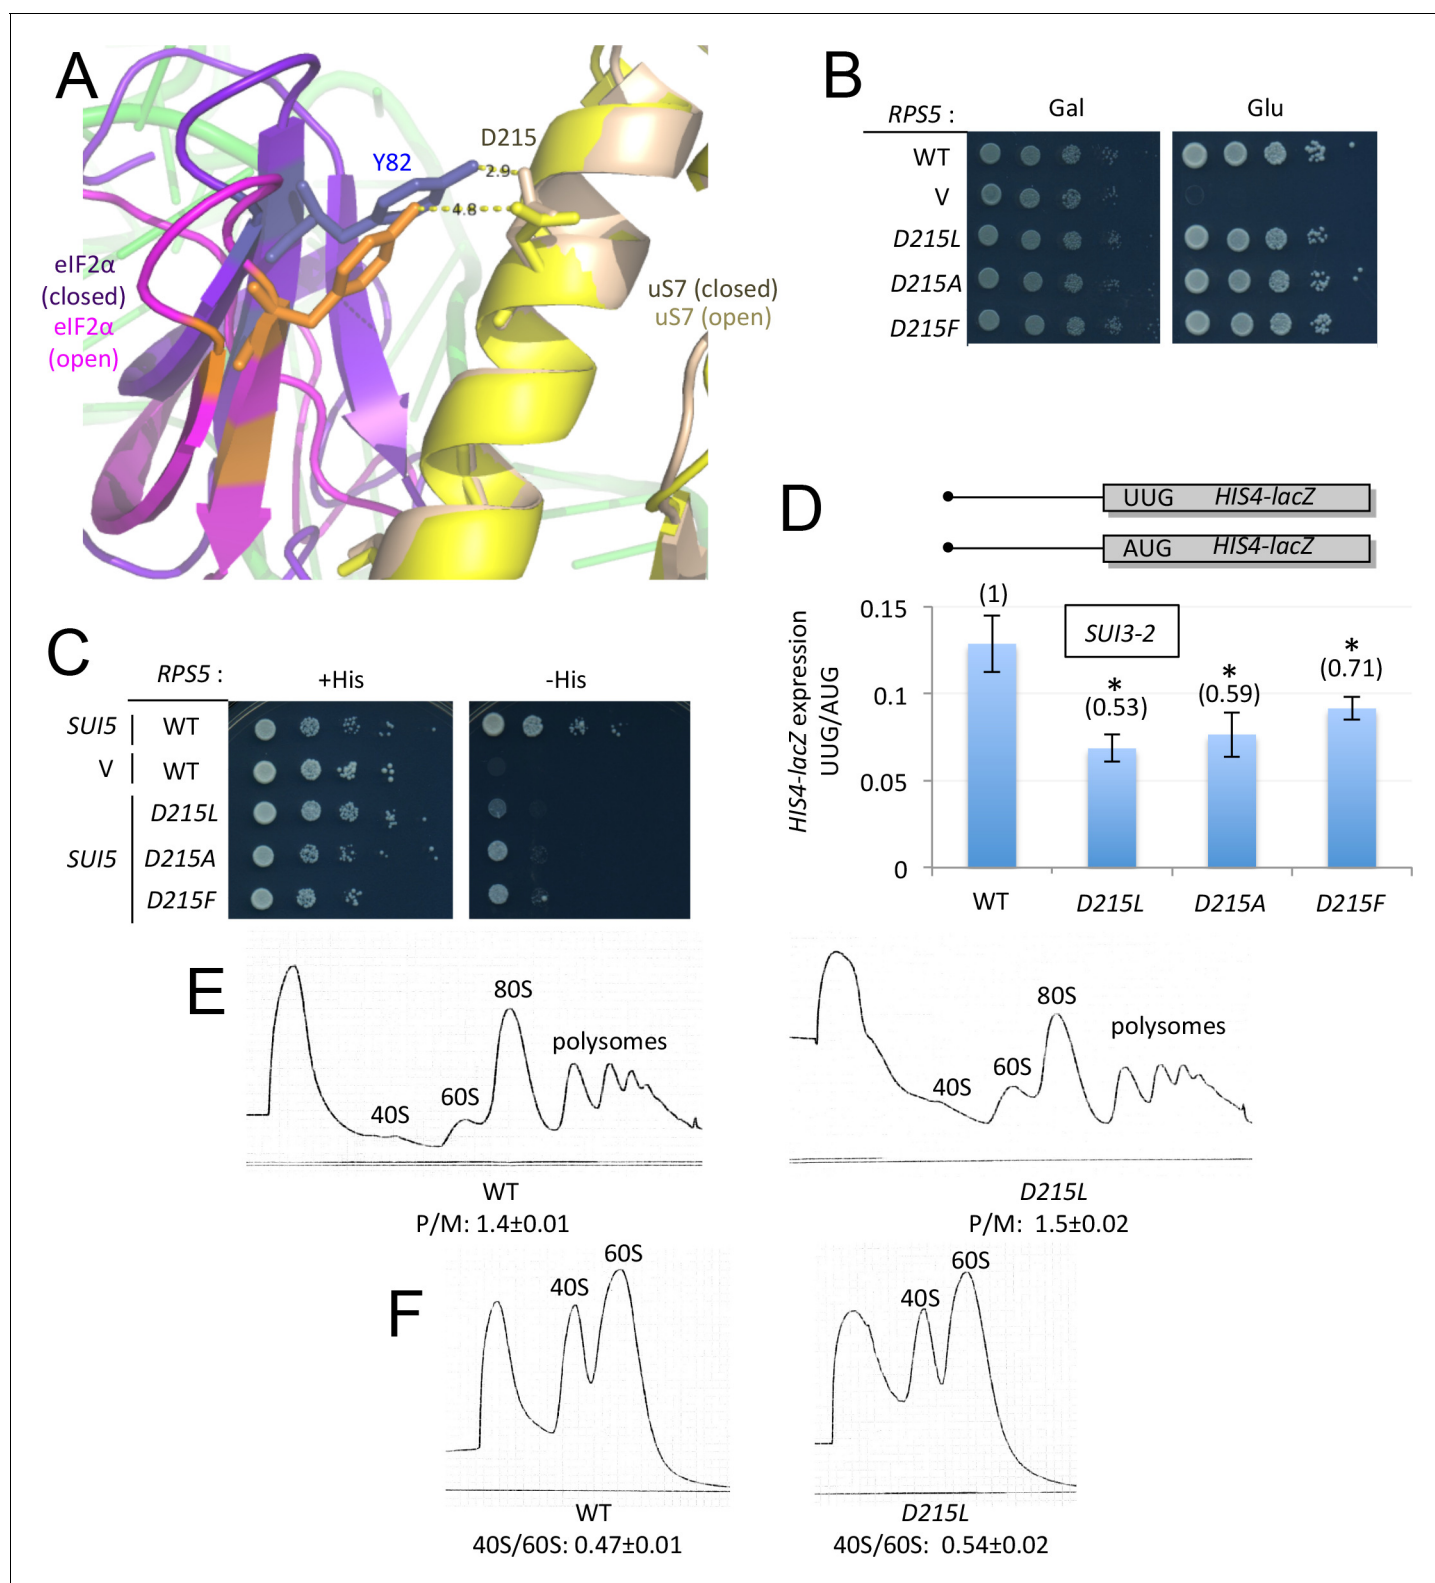 A
D215
Y82
2.9
4.8
eIF2α
(closed)
eIF2α
(open)
uS7 (closed)
uS7 (open)
B
RPS5 :
Gal
Glu
WT
V
D215L
D215A
D215F
C
RPS5 :
+His
-His
SUI5
WT
V
WT
D215L
SUI5
D215A
D215F
D
UUG HIS4-lacZ
AUG HIS4-lacZ
HIS4-lacZ expression
UUG/AUG
0.15
0.1
0.05
0
SUI3-2
(1)
*
(0.53)
*
(0.59)
*
(0.71)
WT
D215L
D215A
D215F
E
40S
60S
80S
polysomes
WT
P/M: 1.4±0.01
40S
60S
80S
polysomes
D215L
P/M: 1.5±0.02
F
40S
60S
WT
40S/60S: 0.47±0.01
40S
60S
D215L
40S/60S: 0.54±0.02